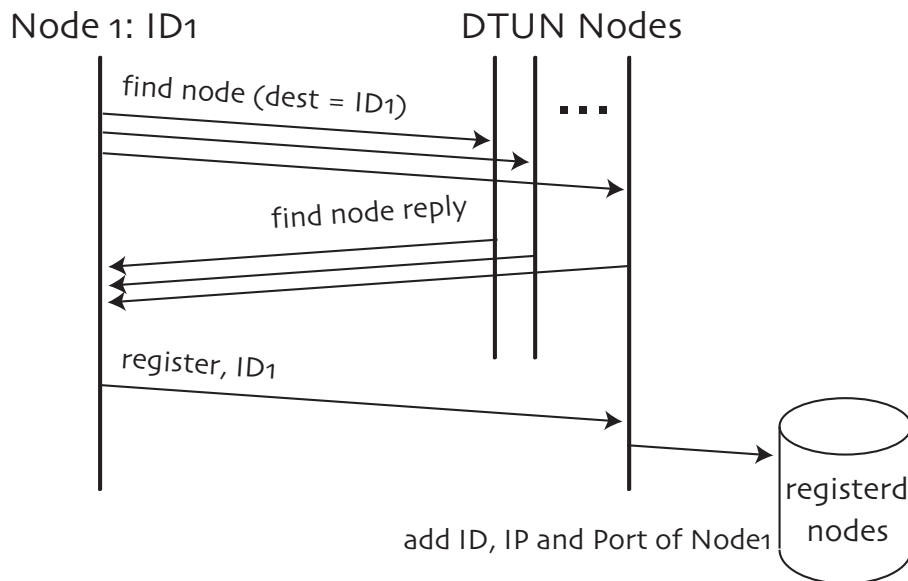 Node 1: ID1
DTUN Nodes
find node (dest = ID1)
...
find node reply
register, ID1
registerd
nodes
add ID, IP and Port of Node1